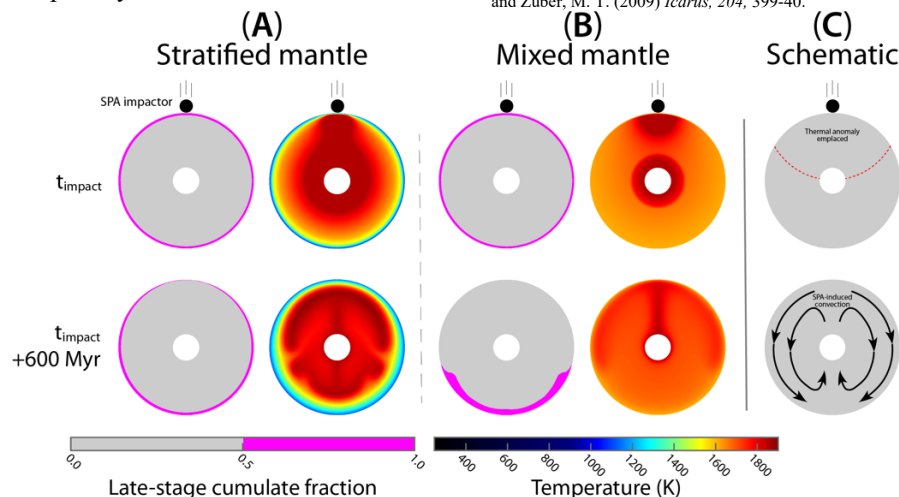 and Zuber, M. T. (2009) Icarus, 204, 399-40.
(A)
Stratified mantle
(B)
Mixed mantle
(C)
Schematic
SPA impactor
Thermal anomaly
emplaced
timpact
SPA-induced
convection
timpact
+600 Myr
0.0
0.5
1.0
Late-stage cumulate fraction
400
600
800
1000
1200
1400
1600
1800
Temperature (K)